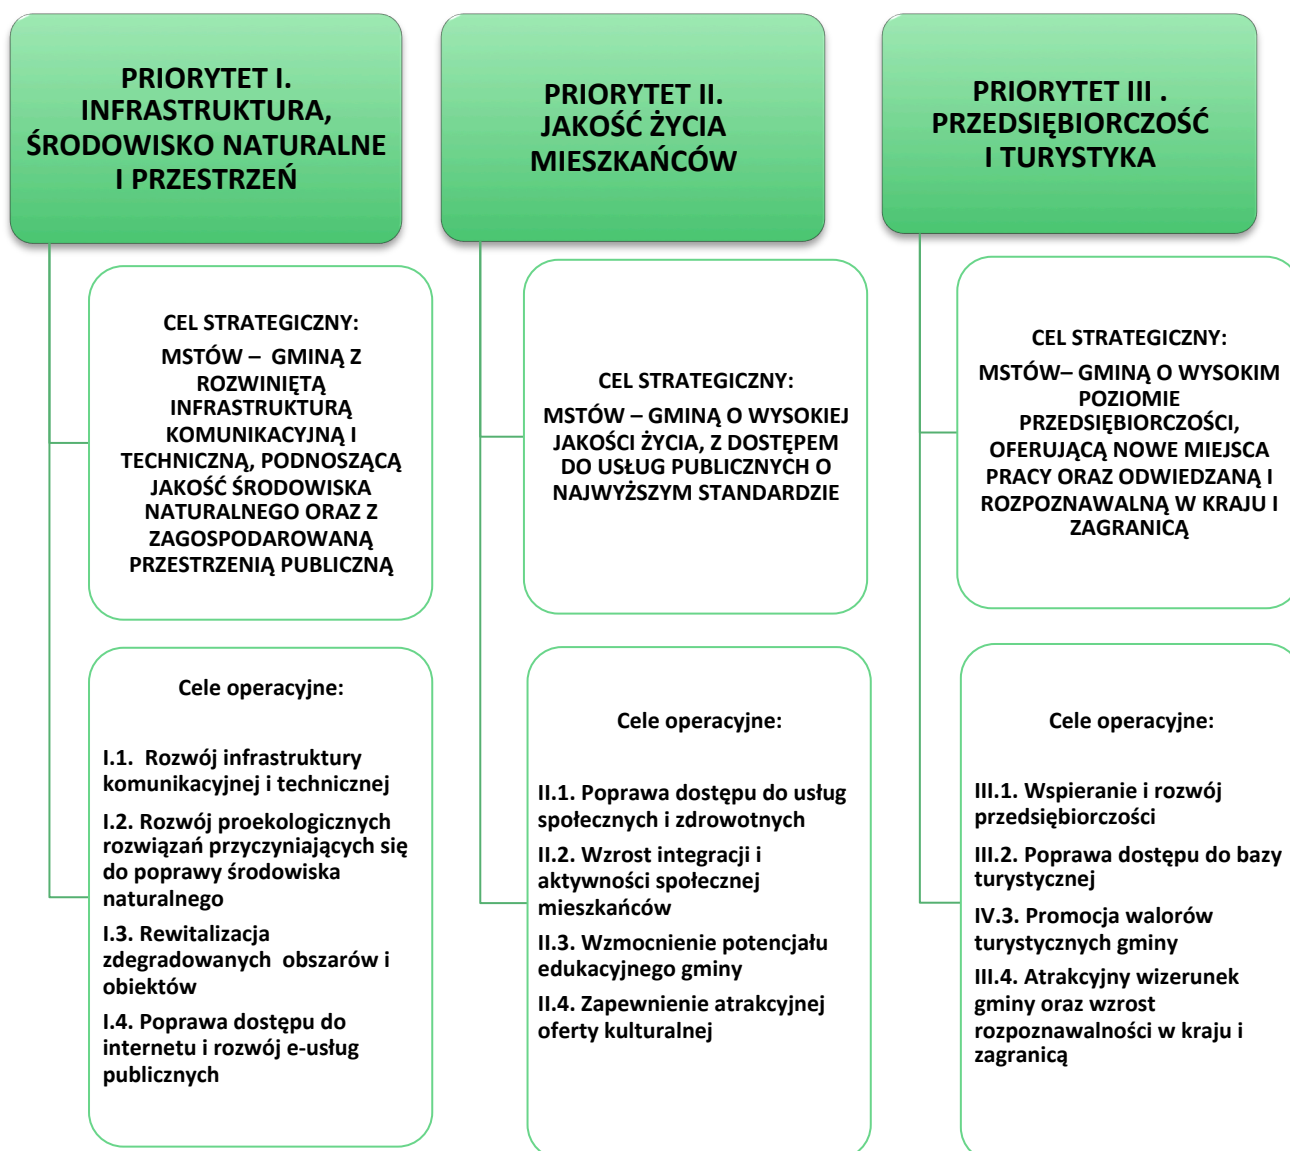 PRIORYTET I.
INFRASTRUKTURA,
ŚRODOWISKO NATURALNE
I PRZESTRZEŃ
CEL STRATEGICZNY:
MSTÓW – GMINĄ Z
ROZWINIĘTĄ
INFRASTRUKTURĄ
KOMUNIKACYJNĄ I
TECHNICZNĄ, PODNOSZĄCĄ
JAKOŚĆ ŚRODOWISKA
NATURALNEGO ORAZ Z
ZAGOSPODAROWANĄ
PRZESTRZENIĄ PUBLICZNĄ
Cele operacyjne:
I.1. Rozwój infrastruktury
komunikacyjnej i technicznej
I.2. Rozwój proekologicznych
rozwiązań przyczyniających się
do poprawy środowiska
naturalnego
I.3. Rewitalizacja
zdegradowanych obszarów i
obiektów
I.4. Poprawa dostępu do
internetu i rozwój e-usług
publicznych
PRIORYTET II.
JAKOŚĆ ŻYCIA
MIESZKAŃCÓW
CEL STRATEGICZNY:
MSTÓW – GMINĄ O WYSOKIEJ
JAKOŚCI ŻYCIA, Z DOSTĘPEM
DO USŁUG PUBLICZNYCH O
NAJWYŻSZYM STANDARDZIE
Cele operacyjne:
II.1. Poprawa dostępu do usług
społecznych i zdrowotnych
II.2. Wzrost integracji i
aktywności społecznej
mieszkańców
II.3. Wzmocnienie potencjału
edukacyjnego gminy
II.4. Zapewnienie atrakcyjnej
oferty kulturalnej
PRIORYTET III .
PRZEDSIĘBIORCZOŚĆ
I TURYSTYKA
CEL STRATEGICZNY:
MSTÓW– GMINĄ O WYSOKIM
POZIOMIE
PRZEDSIĘBIORCZOŚCI,
OFERUJĄCĄ NOWE MIEJSCA
PRACY ORAZ ODWIEDZANĄ I
ROZPOZNAWALNĄ W KRAJU I
ZAGRANICĄ
Cele operacyjne:
III.1. Wspieranie i rozwój
przedsiębiorczości
III.2. Poprawa dostępu do bazy
turystycznej
IV.3. Promocja walorów
turystycznych gminy
III.4. Atrakcyjny wizerunek
gminy oraz wzrost
rozpoznawalności w kraju i
zagranicą